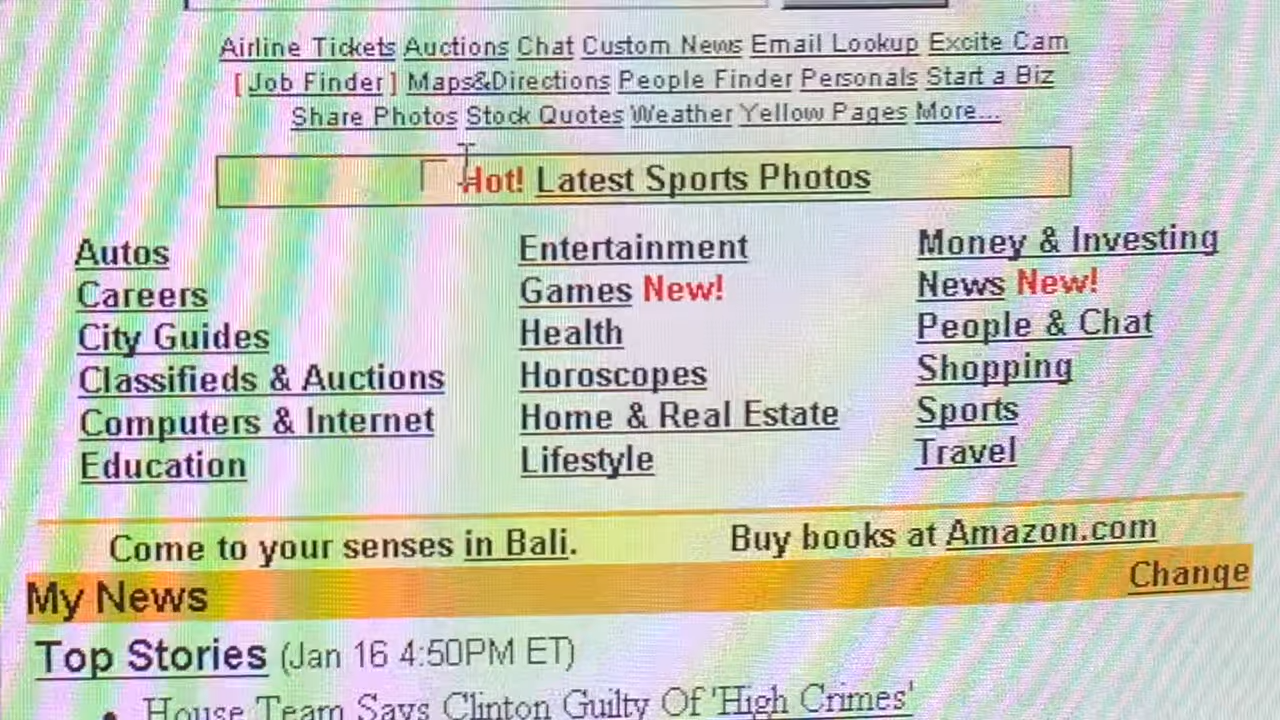 Airline Tickets Auctions Chat Custom News Email Lookup Excite Cam
[ Job Finder ] Maps&Directions People Finder Personals Start a Biz
Share Photos Stock Quotes Weather Yellow Pages More...
Hot! Latest Sports Photos
Autos
Careers
City Guides
Classifieds & Auctions
Computers & Internet
Education
Entertainment
Games New!
Health
Horoscopes
Home & Real Estate
Lifestyle
Money & Investing
News New!
People & Chat
Shopping
Sports
Travel
Come to your senses in Bali.
Buy books at Amazon.com
My News
Change
Top Stories (Jan 16 4:50PM ET)
• House Team Says Clinton Guilty Of 'High Crimes'